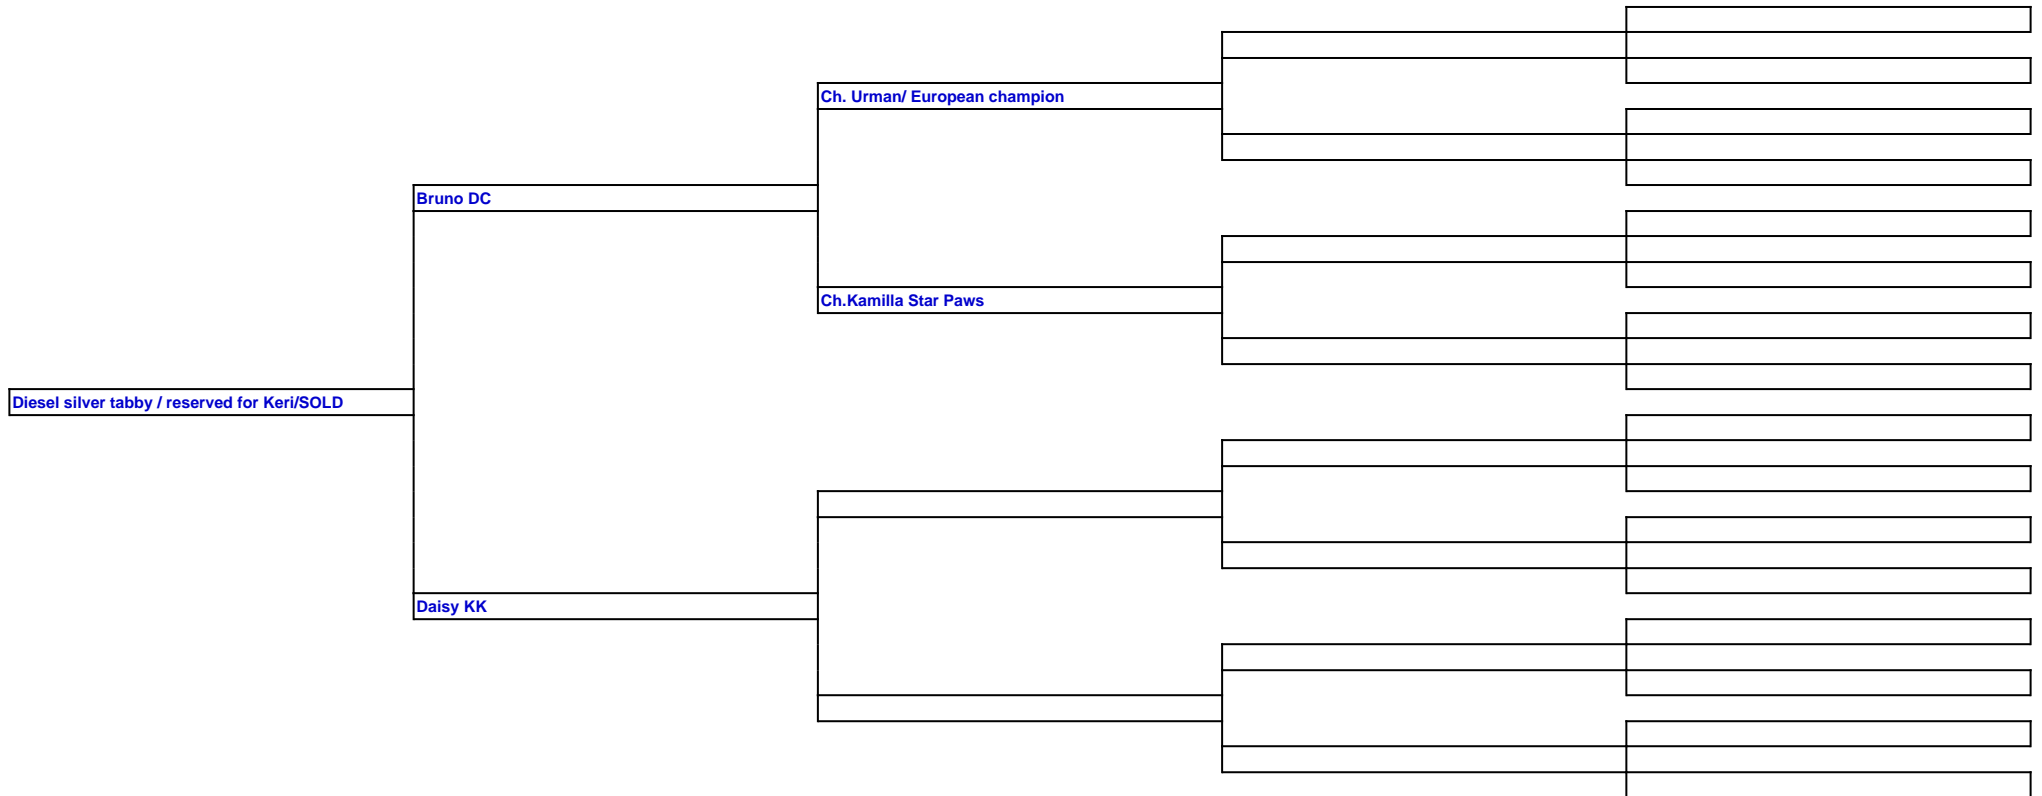 Ch. Urman/ European champion
Bruno DC
Ch.Kamilla Star Paws
Diesel silver tabby / reserved for Keri/SOLD
Daisy KK